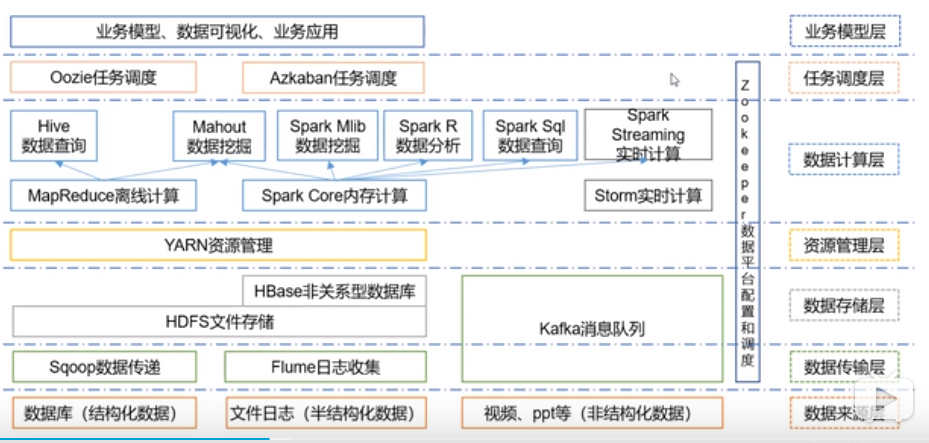 业务模型、数据可视化、业务应用
业务模型层
Oozie任务调度
Azkaban任务调度
任务调度层
Hive
数据查询
Mahout
数据挖掘
Spark Mlib
数据挖掘
Spark R
数据分析
Spark Sql
数据查询
Spark
Streaming
实时计算
数据计算层
MapReduce离线计算
Spark Core内存计算
Storm实时计算
YARN资源管理
资源管理层
HBase非关系型数据库
HDFS文件存储
Kafka消息队列
数据存储层
Sqoop数据传递
Flume日志收集
数据传输层
数据库（结构化数据）
文件日志（半结构化数据）
视频、ppt等（非结构化数据）
数据来源层
Zookeeper数据平台配置和调度